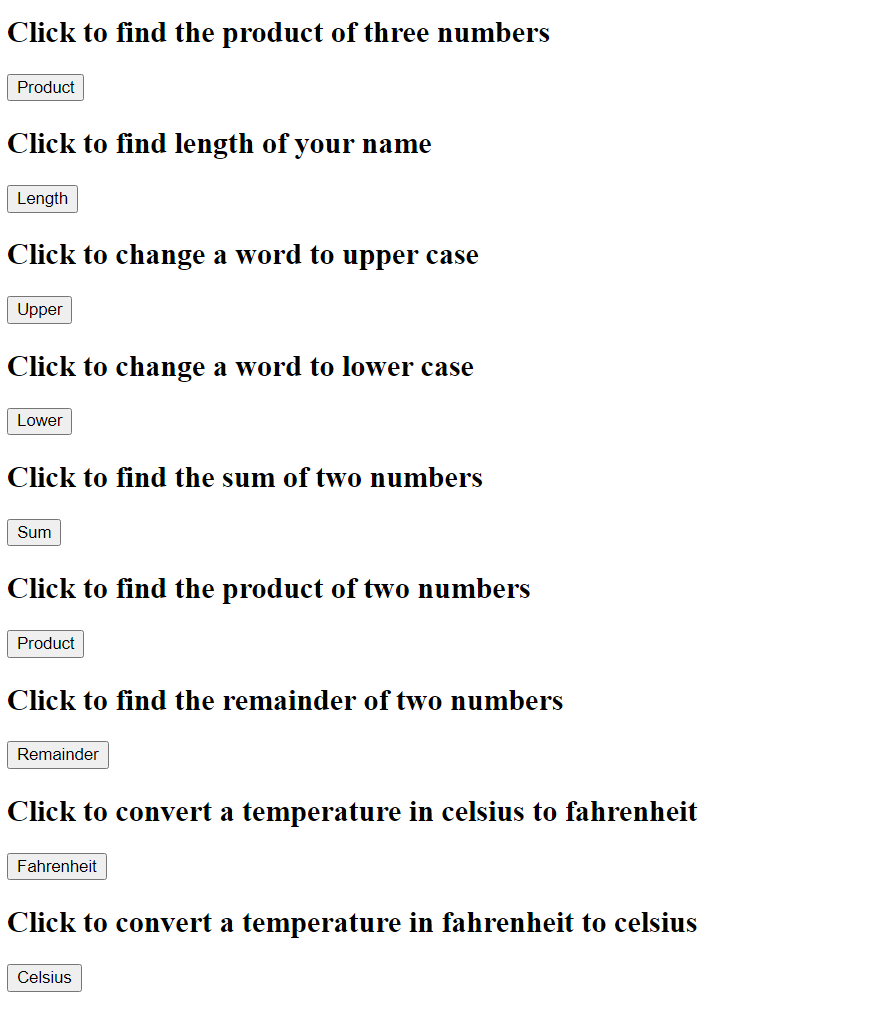 Click to find the product of three numbers
Product
Click to find length of your name
Length
Click to change a word to upper case
Upper
Click to change a word to lower case
Lower
Click to find the sum of two numbers
Sum
Click to find the product of two numbers
Product
Click to find the remainder of two numbers
Remainder
Click to convert a temperature in celsius to fahrenheit
Fahrenheit
Click to convert a temperature in fahrenheit to celsius
Celsius